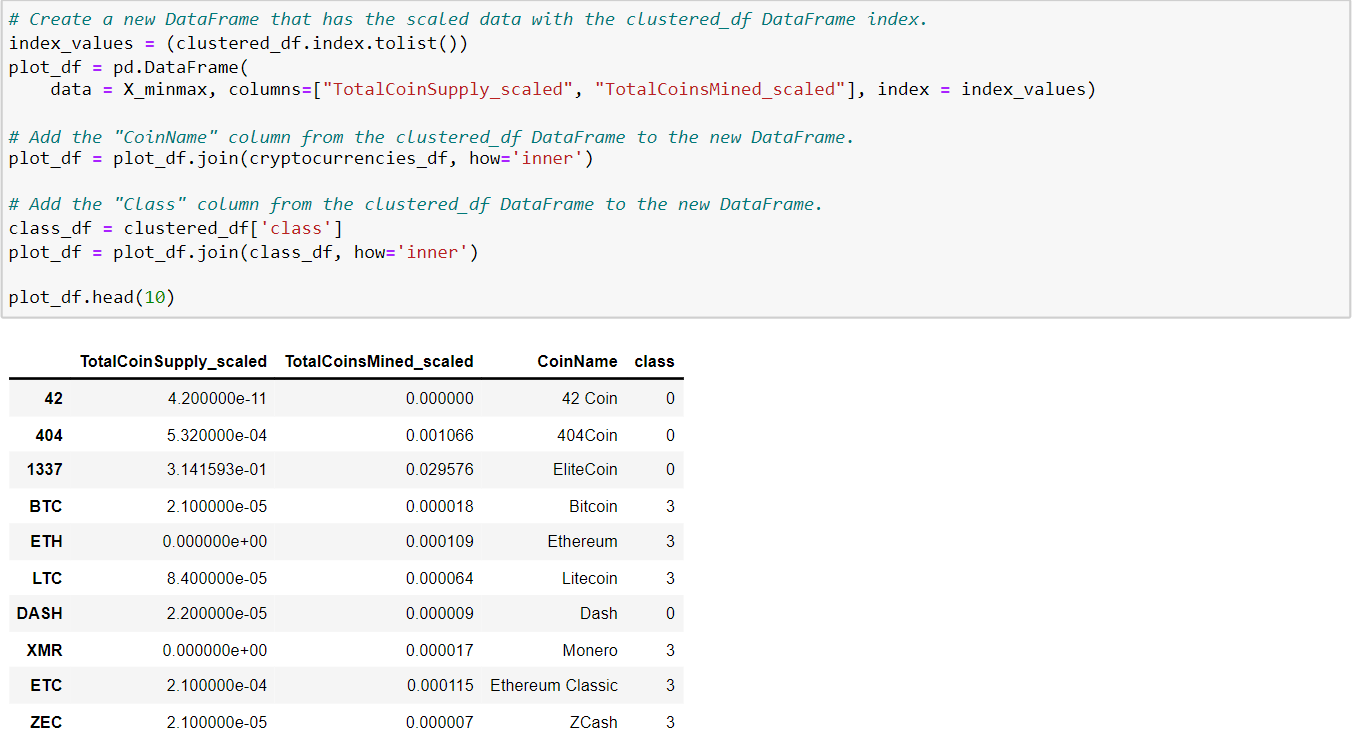 # Create a new DataFrame that has the scaled data with the clustered_df DataFrame index.
index_values = (clustered_df.index.tolist())
plot_df = pd.DataFrame(
    data = X_minmax, columns=["TotalCoinSupply_scaled", "TotalCoinsMined_scaled"], index = index_values)

# Add the "CoinName" column from the clustered_df DataFrame to the new DataFrame.
plot_df = plot_df.join(cryptocurrencies_df, how='inner')

# Add the "Class" column from the clustered_df DataFrame to the new DataFrame.
class_df = clustered_df['class']
plot_df = plot_df.join(class_df, how='inner')

plot_df.head(10)

TotalCoinSupply_scaled TotalCoinsMined_scaled CoinName class
42 4.200000e-11 0.000000 42 Coin 0
404 5.320000e-04 0.001066 404Coin 0
1337 3.141593e-01 0.029576 EliteCoin 0
BTC 2.100000e-05 0.000018 Bitcoin 3
ETH 0.000000e+00 0.000109 Ethereum 3
LTC 8.400000e-05 0.000064 Litecoin 3
DASH 2.200000e-05 0.000009 Dash 0
XMR 0.000000e+00 0.000017 Monero 3
ETC 2.100000e-04 0.000115 Ethereum Classic 3
ZEC 2.100000e-05 0.000007 ZCash 3